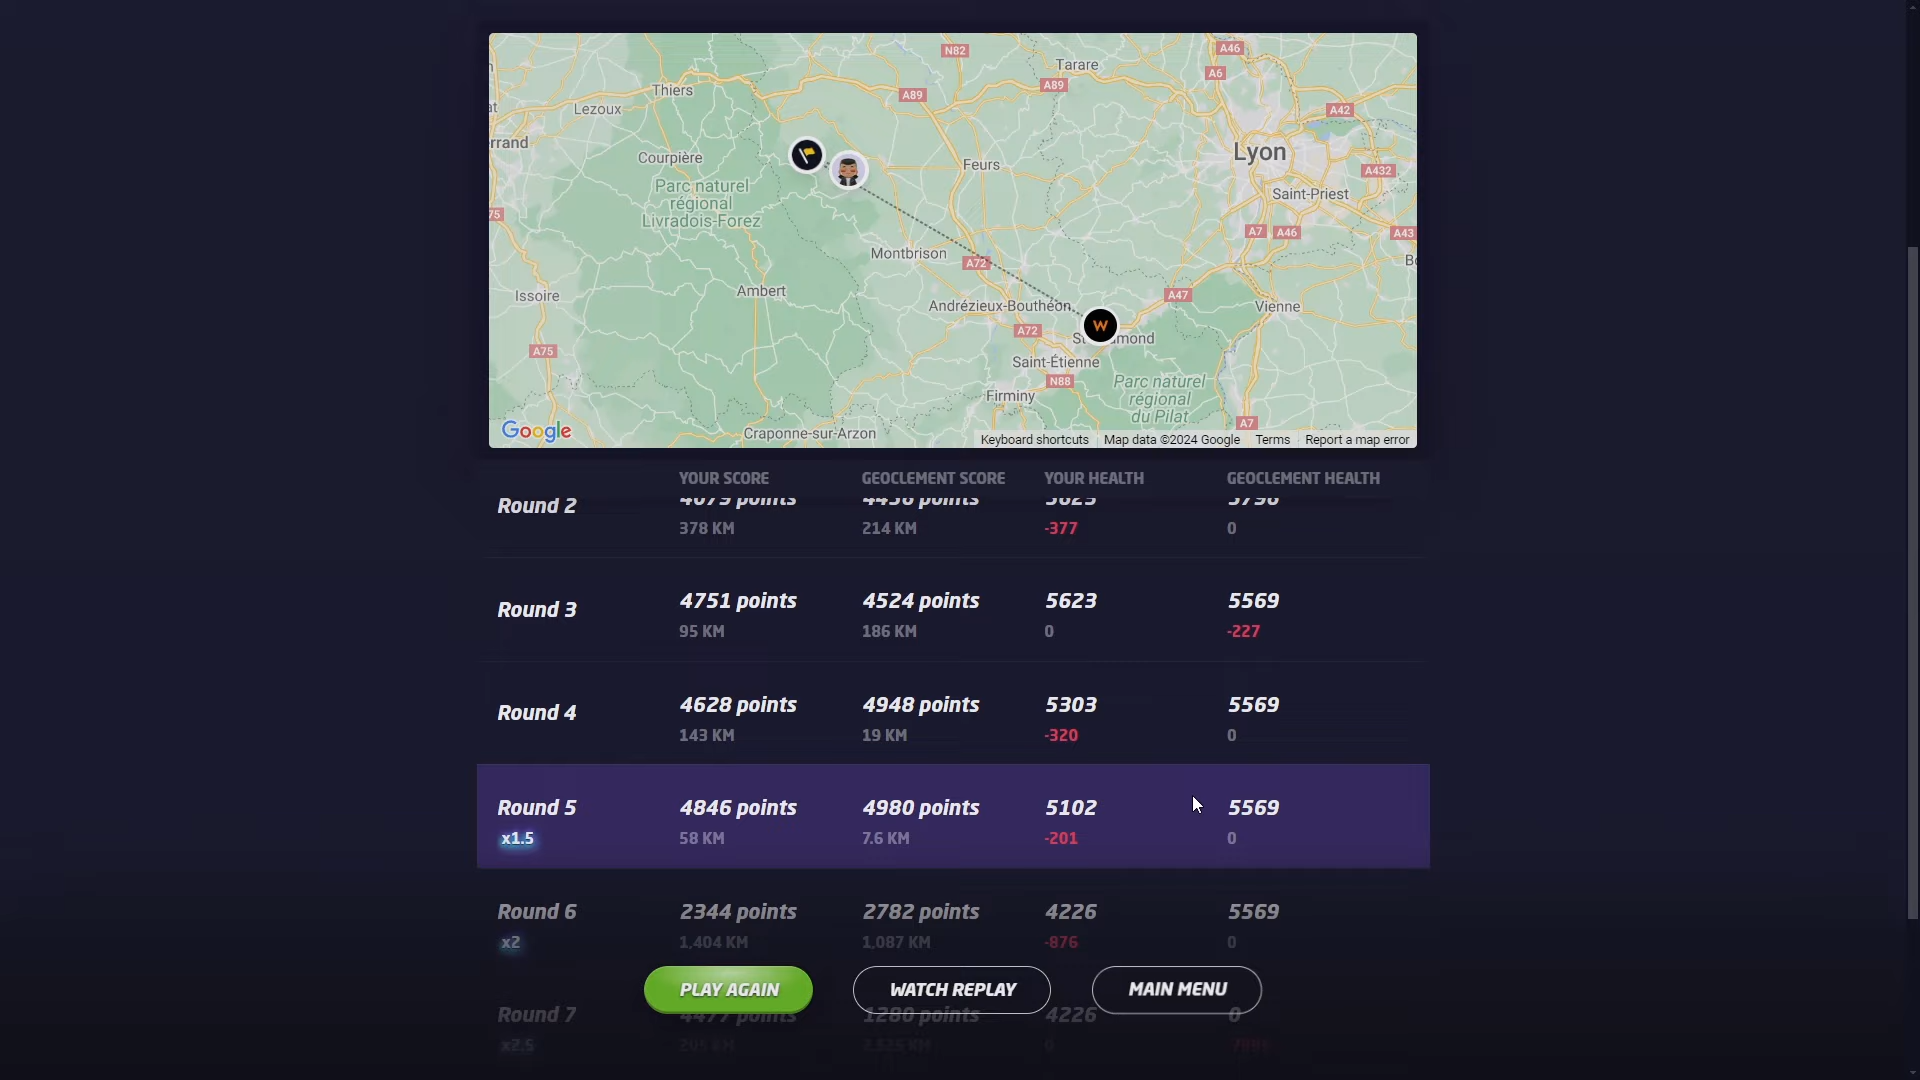 N82
A46
Tarare
A6
A89
Thiers
A89
Lezoux
A42
rrand
Lyon
Courpière
Feurs
A432
Parc naturel
régional
Livradois-Forez
Saint-Priest
75
A7
A46
A43
Montbrison
A72
Ambert
Issoire
A47
Andrézieux-Bouthéon
Vienne
W
A72
A75
Saint-Étienne
N88
Parc naturel
régional
du Pilat
Firminy
A7
Craponne-sur-Arzon
Google
Keyboard shortcuts
Map data ©2024 Google
Terms
Report a map error
YOUR SCORE GEOCLEMENT SCORE YOUR HEALTH GEOCLEMENT HEALTH
Round 2
378 KM 214 KM -377 0
Round 3 4751 points 4524 points 5623 5569
95 KM 186 KM 0 -227
Round 4 4628 points 4948 points 5303 5569
143 KM 19 KM -320 0
Round 5 4846 points 4980 points 5102 5569
x1.5 58 KM 7.6 KM -201 0
Round 6 2344 points 2782 points 4226 5569
x2 1,404 KM 1,087 KM -876 0
PLAY AGAIN WATCH REPLAY MAIN MENU
Round 7 4477 points 1280 points 4226 0
x2.5